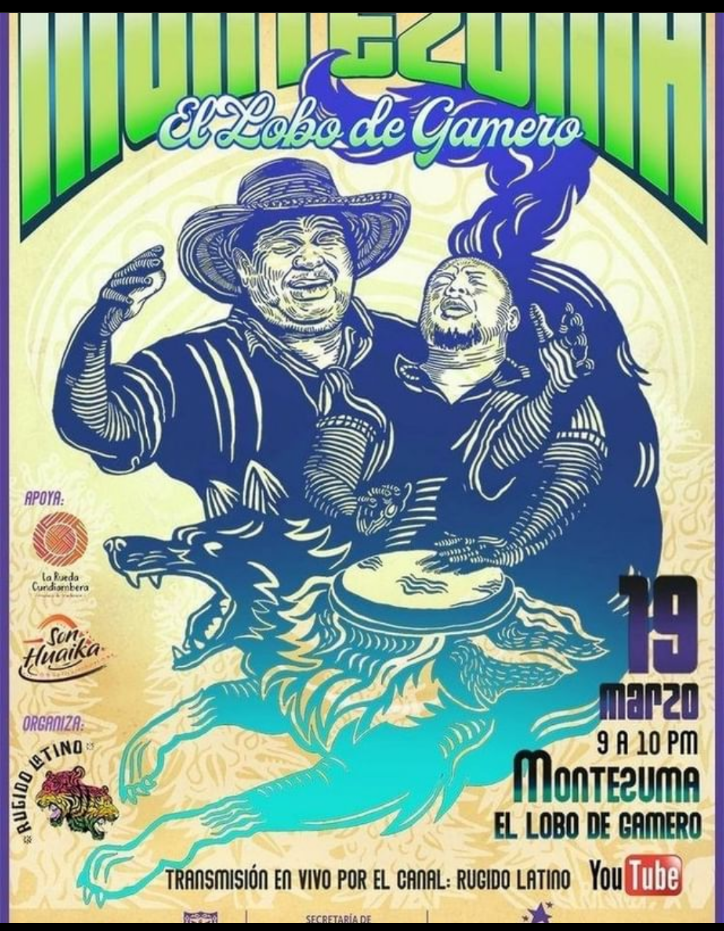 MONTEZUMA
El Lobo de Gamero
APOYA:
La Rueda
Cundiambera
Son
Huaika
ORGANIZA:
RUGIDO LATINO
19
marzo
9 A 10 PM
MONTEZUMA
EL LOBO DE GAMERO
TRANSMISIÓN EN VIVO POR EL CANAL: RUGIDO LATINO YouTube
SECRETARÍA DE